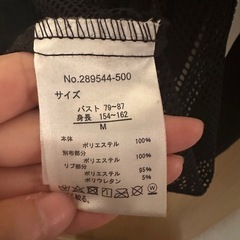 No.289544-500
サイズ
バスト 79~87
身長 154~162
M
本体
ポリエステル 100%
別布部分
ポリエステル 100%
リブ部分
ポリエステル 95%
ポリウレタン 5%